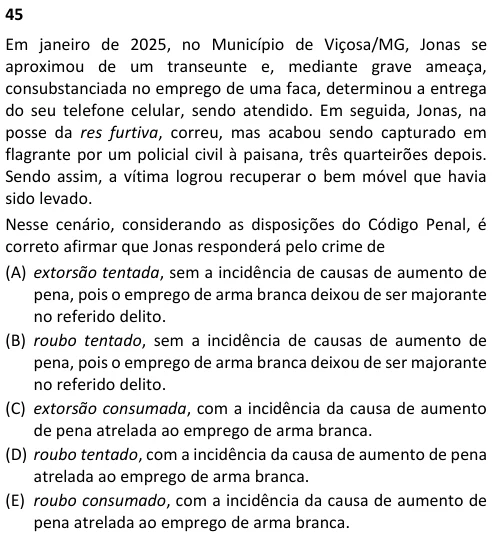 45
Em janeiro de 2025, no Município de Viçosa/MG, Jonas se
aproximou de um transeunte e, mediante grave ameaça,
consubstanciada no emprego de uma faca, determinou a entrega
do seu telefone celular, sendo atendido. Em seguida, Jonas, na
posse da res furtiva, correu, mas acabou sendo capturado em
flagrante por um policial civil à paisana, três quarteirões depois.
Sendo assim, a vítima logrou recuperar o bem móvel que havia
sido levado.
Nesse cenário, considerando as disposições do Código Penal, é
correto afirmar que Jonas responderá pelo crime de
(A) extorsão tentada, sem a incidência de causas de aumento de
pena, pois o emprego de arma branca deixou de ser majorante
no referido delito.
(B) roubo tentado, sem a incidência de causas de aumento de
pena, pois o emprego de arma branca deixou de ser majorante
no referido delito.
(C) extorsão consumada, com a incidência da causa de aumento
de pena atrelada ao emprego de arma branca.
(D) roubo tentado, com a incidência da causa de aumento de pena
atrelada ao emprego de arma branca.
(E) roubo consumado, com a incidência da causa de aumento de
pena atrelada ao emprego de arma branca.